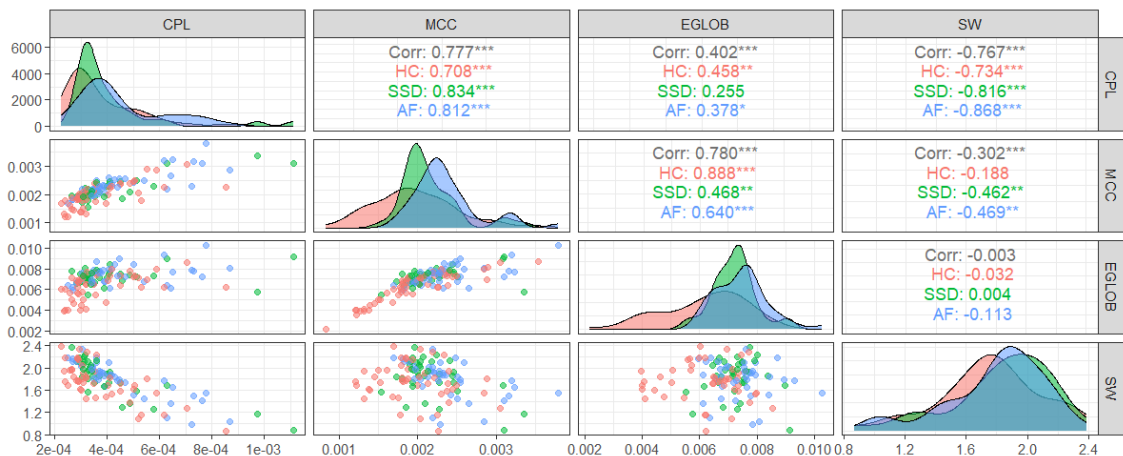 CPL
MCC
EGLOB
SW
6000
4000
2000
0
Corr: 0.777***
HC: 0.708***
SSD: 0.834***
AF: 0.812***
Corr: 0.402***
HC: 0.458**
SSD: 0.255
AF: 0.378*
Corr: -0.767***
HC: -0.734***
SSD: -0.816***
AF: -0.868***
CPL
0.003
0.002
0.001
Corr: 0.780***
HC: 0.888***
SSD: 0.468**
AF: 0.640***
Corr: -0.302***
HC: -0.188
SSD: -0.462**
AF: -0.469**
MCC
0.010
0.008
0.006
0.004
0.002
Corr: -0.003
HC: -0.032
SSD: 0.004
AF: -0.113
EGLOB
2.4
2.0
1.6
1.2
0.8
SW
2e-04 4e-04 6e-04 8e-04 1e-03
0.001 0.002 0.003
0.002 0.004 0.006 0.008 0.010
0.8 1.2 1.6 2.0 2.4